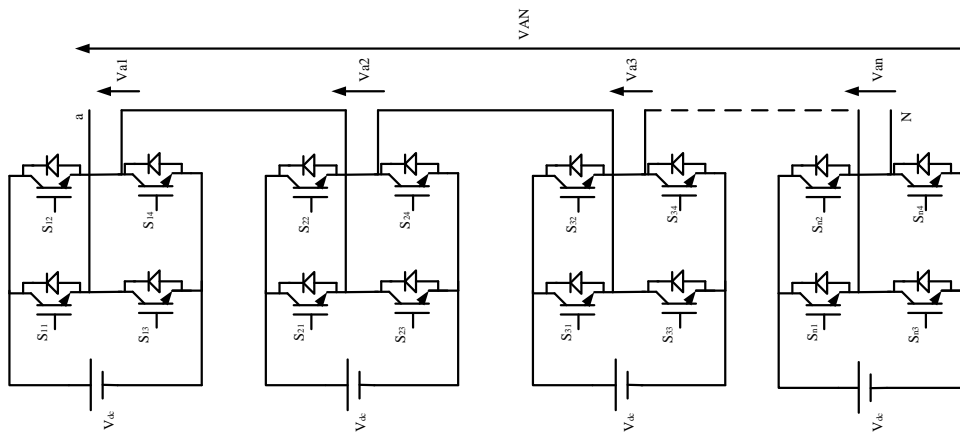 VAN
Va1
Va2
Va3
Van
a
N
S12
S14
S22
S24
S32
S34
Sn2
Sn4
S11
S13
S21
S23
S31
S33
Sn1
Sn3
Vdc
Vdc
Vdc
Vdc